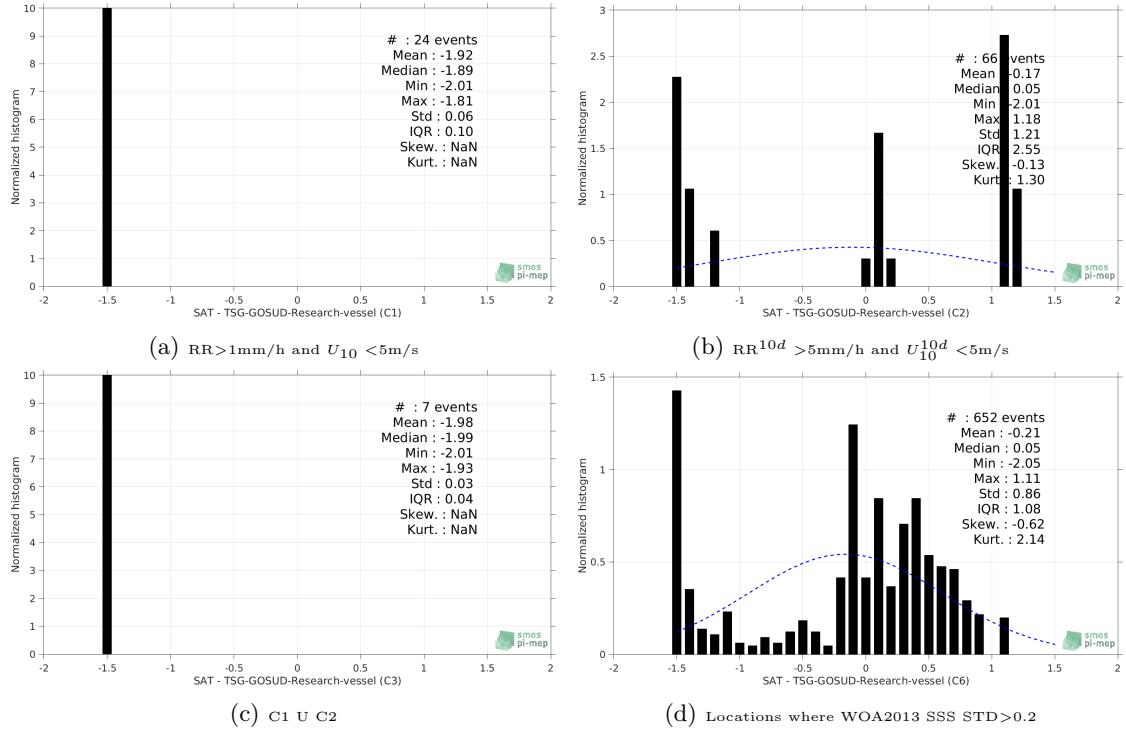 10
9
8
7
6
5
4
3
2
1
0
Normalized histogram
# : 24 events
Mean : -1.92
Median : -1.89
Min : -2.01
Max : -1.81
Std : 0.06
IQR : 0.10
Skew. : NaN
Kurt. : NaN
smos
pi-mep
-2 -1.5 -1 -0.5 0 0.5 1 1.5 2
SAT - TSG-GOSUD-Research-vessel (C1)
(a) RR>1mm/h and U10 <5m/s
3
2.5
2
1.5
1
0.5
0
Normalized histogram
# : 66 vents
Mean -0.17
Median 0.05
Min -2.01
Max 1.18
Std 1.21
IQR 2.55
Skew. -0.13
Kurt. : 1.30
smos
pi-mep
-2 -1.5 -1 -0.5 0 0.5 1 1.5 2
SAT - TSG-GOSUD-Research-vessel (C2)
(b) RR10d >5mm/h and U10 10d <5m/s
10
9
8
7
6
5
4
3
2
1
0
Normalized histogram
# : 7 events
Mean : -1.98
Median : -1.99
Min : -2.01
Max : -1.93
Std : 0.03
IQR : 0.04
Skew. : NaN
Kurt. : NaN
smos
pi-mep
-2 -1.5 -1 -0.5 0 0.5 1 1.5 2
SAT - TSG-GOSUD-Research-vessel (C3)
(c) C1 U C2
1.5
1
0.5
0
Normalized histogram
# : 652 events
Mean : -0.21
Median : 0.05
Min : -2.05
Max : 1.11
Std : 0.86
IQR : 1.08
Skew. : -0.62
Kurt. : 2.14
smos
pi-mep
-2 -1.5 -1 -0.5 0 0.5 1 1.5 2
SAT - TSG-GOSUD-Research-vessel (C6)
(d) Locations where WOA2013 SSS STD>0.2